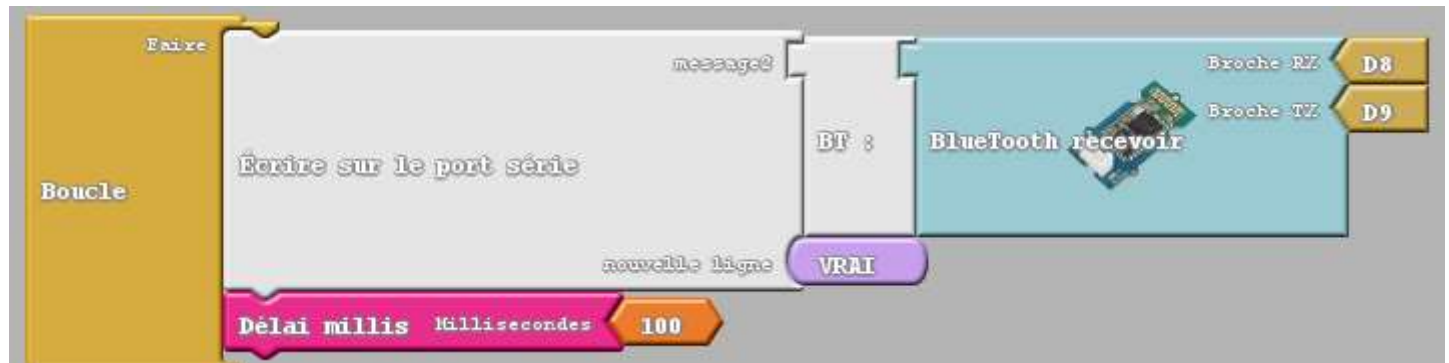 Faire
message2
Broche RX D8
Broche TX D9
BT :
BlueTooth recevoir
Écrire sur le port série
Boucle
nouvelle ligne VRAI
Délai millis Millisecondes 100